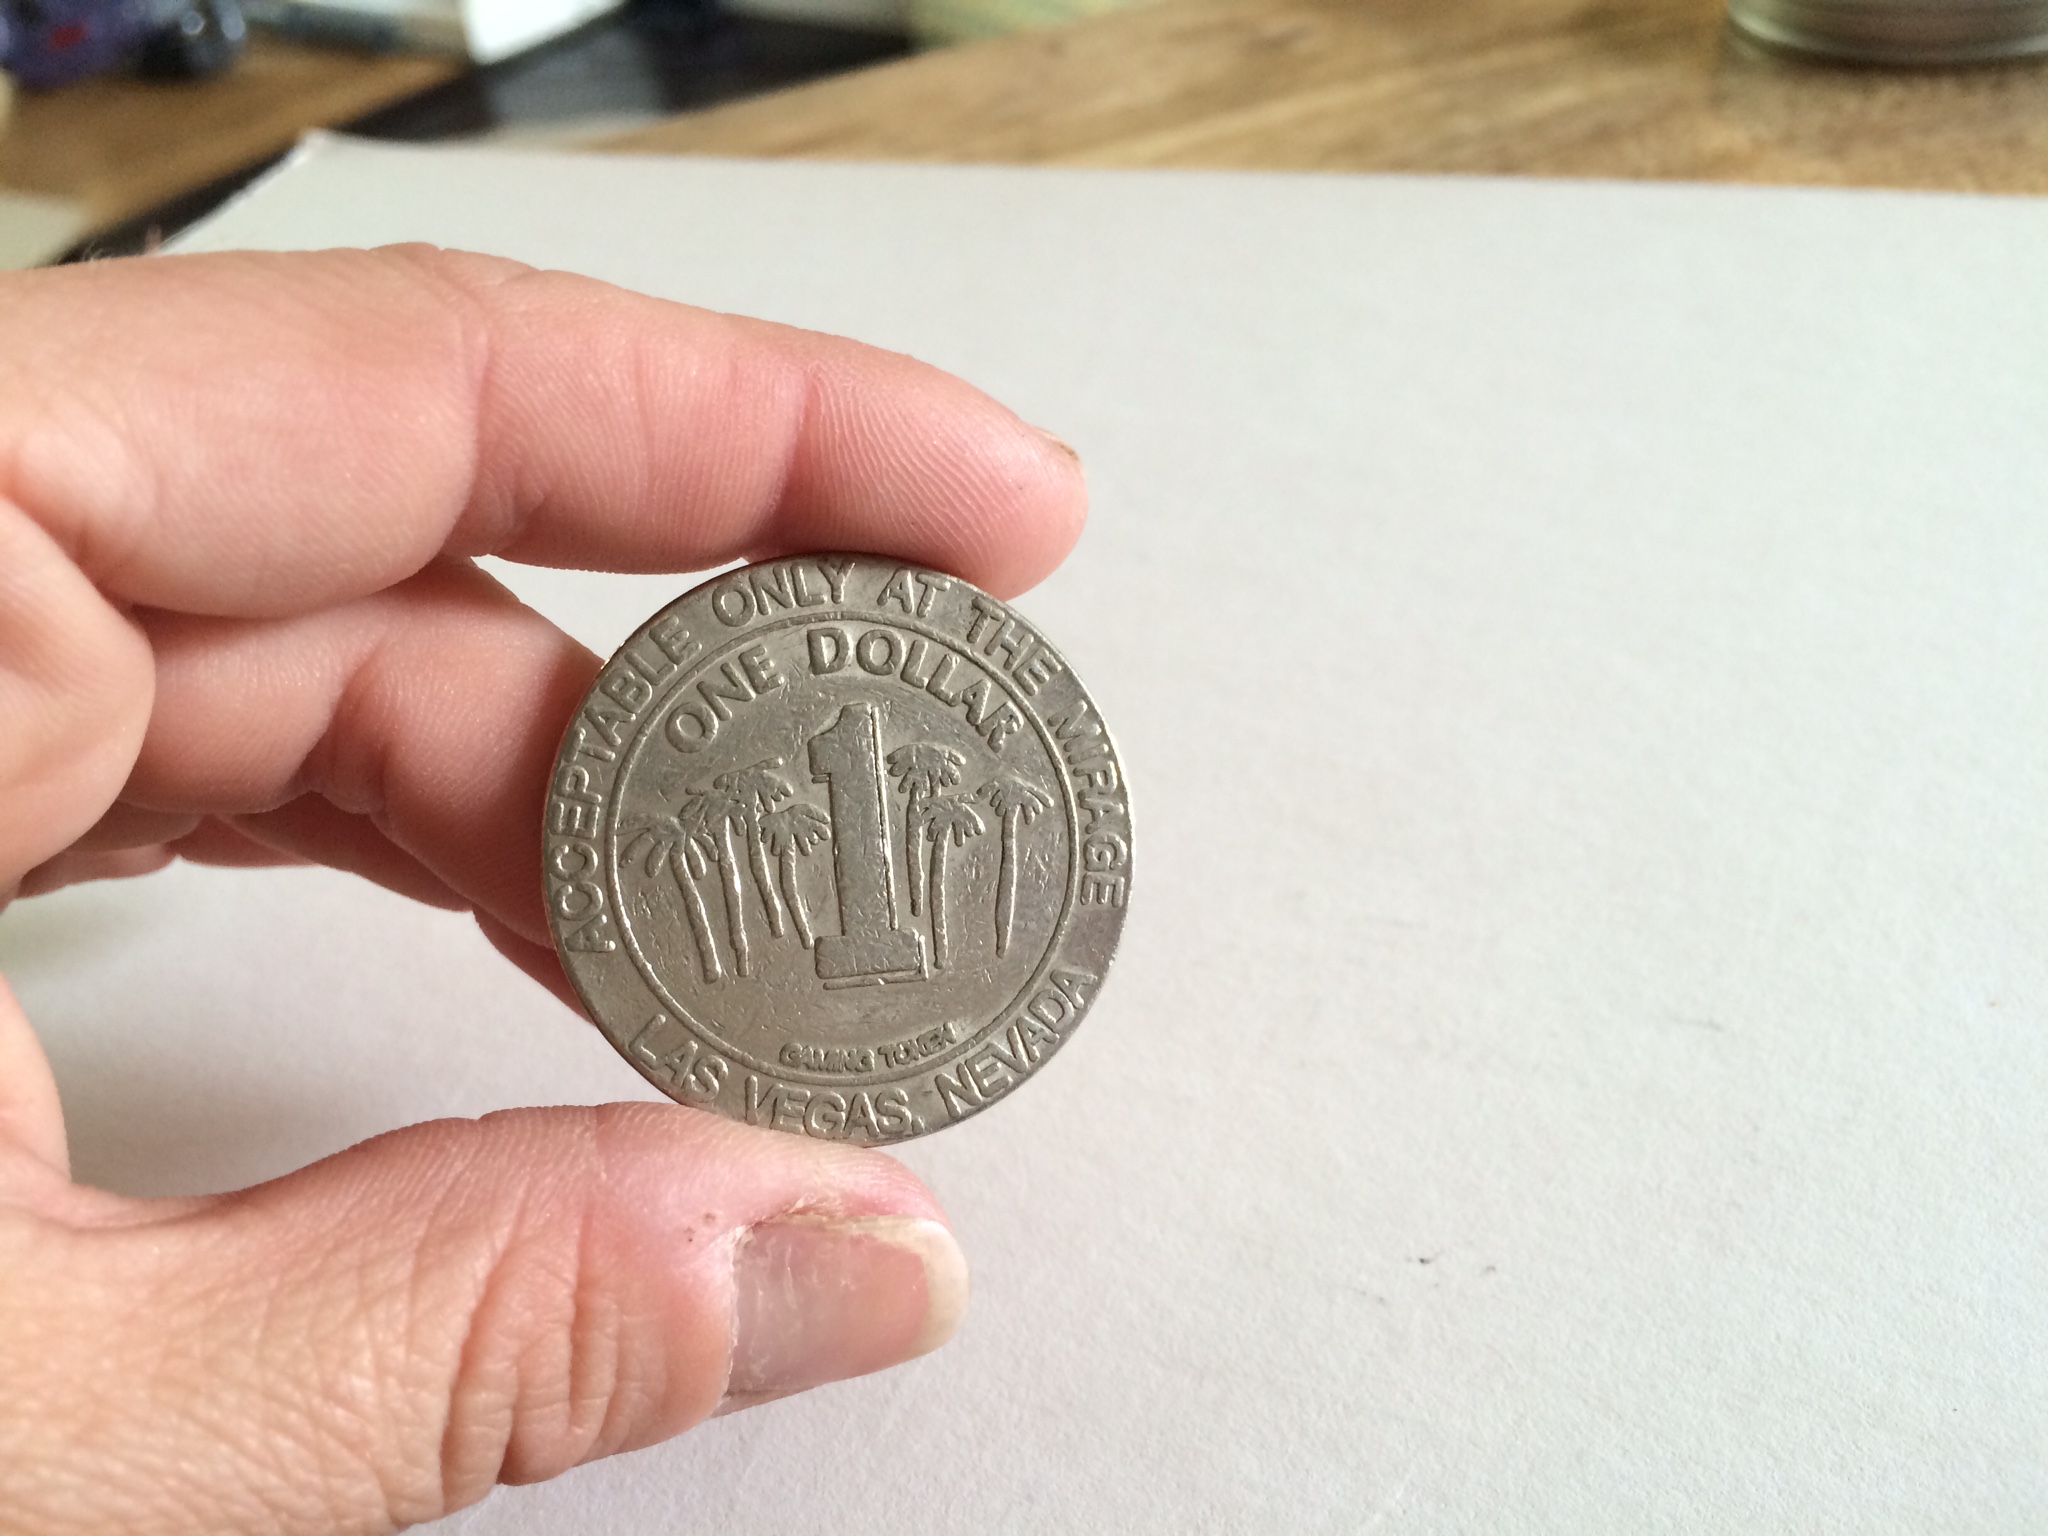 ACCEPTABLE ONLY AT THE MIRAGE
ONE DOLLAR
1
GAMING TOKEN
LAS VEGAS, NEVADA